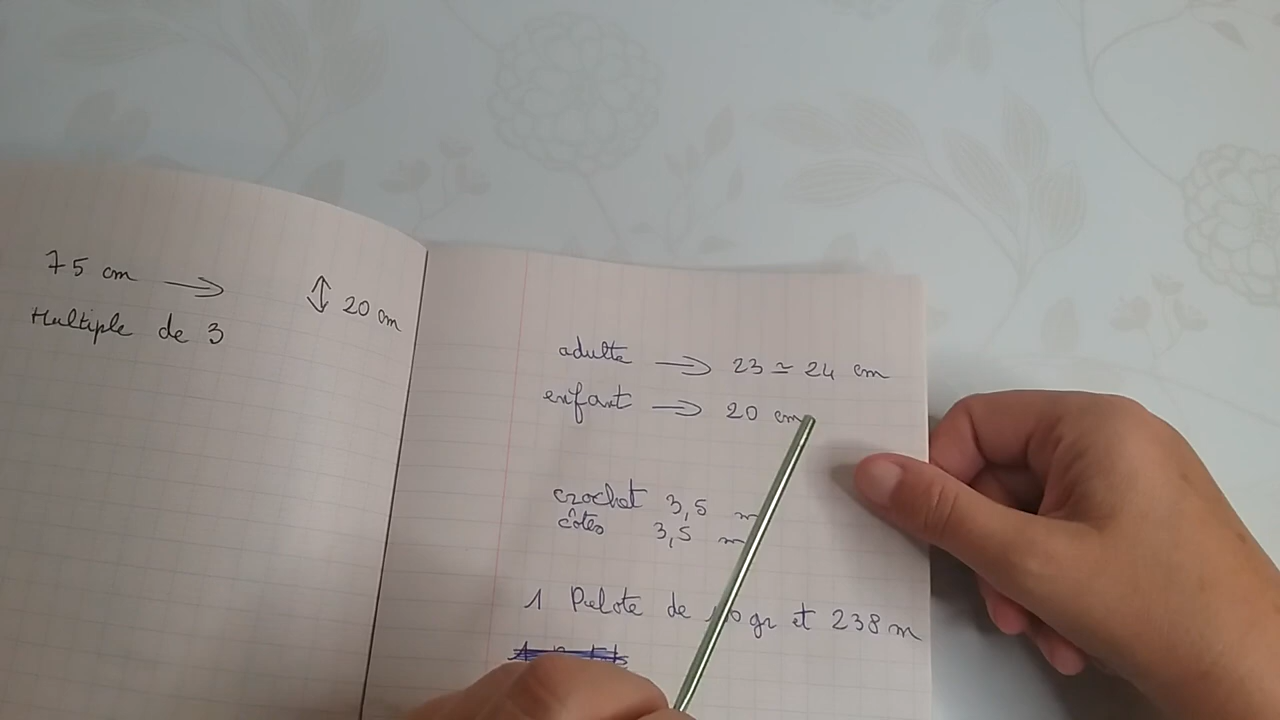 75 cm →
↕ 20 cm
Multiple de 3
adulte → 23 ≃ 24 cm
enfant → 20 cm
crochet 3,5
côtes 3,5
1 Pelote de gr et 238 m